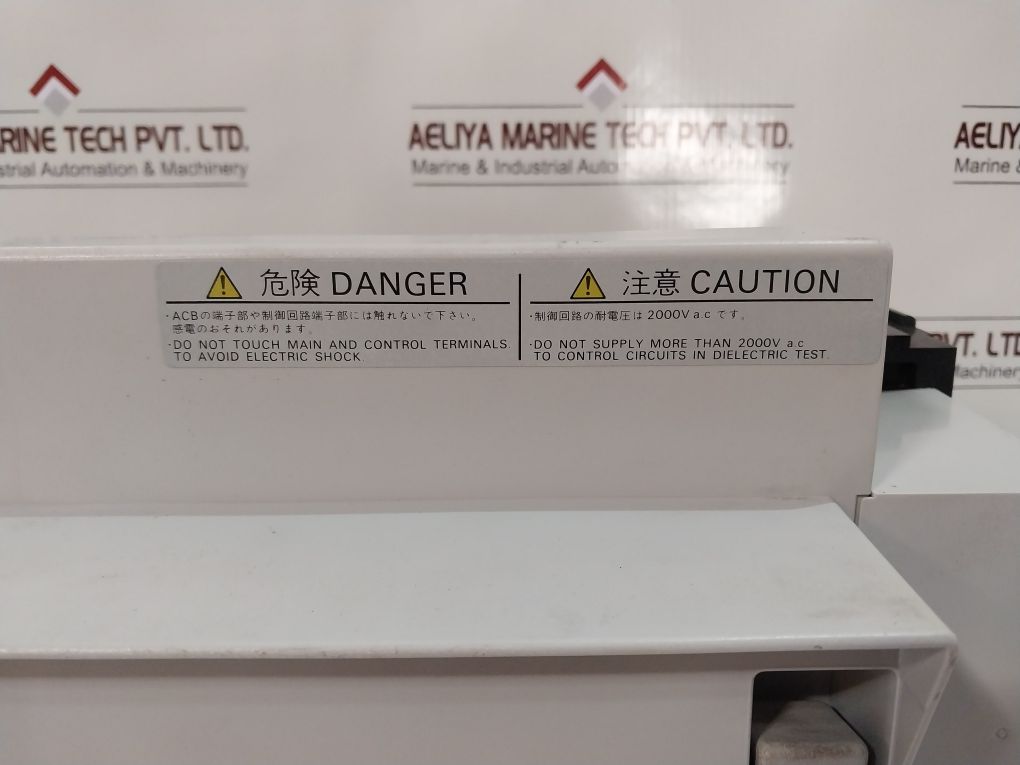 ARINE TECH PVT. LTD.
strial Automation & Machinery
AELIYA MARINE TECH PVT. LTD.
Marine & Industrial Machinery
AELIY
Marine &
危険 DANGER
・ACBの端子部や制御回路端子部には触れないで下さい。
感電のおそれがあります。
・DO NOT TOUCH MAIN AND CONTROL TERMINALS
TO AVOID ELECTRIC SHOCK.
注意 CAUTION
・制御回路の耐電圧は 2000V a.c です。
・DO NOT SUPPLY MORE THAN 2000V a.c
TO CONTROL CIRCUITS IN DIELECTRIC TEST.
VT. LTD
Machiner